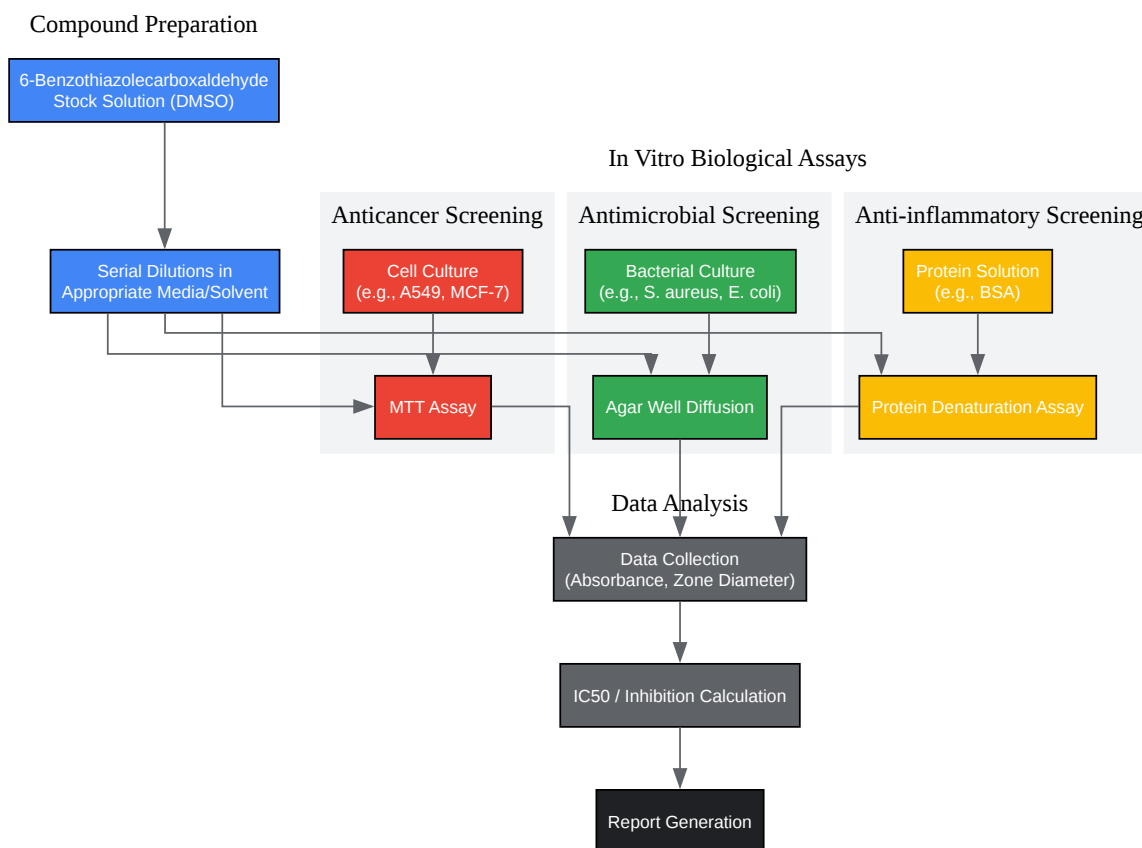 Compound Preparation
6-Benzothiazolecarboxaldehyde
Stock Solution (DMSO)
In Vitro Biological Assays
Anticancer Screening
Antimicrobial Screening
Anti-inflammatory Screening
Serial Dilutions in
Appropriate Media/Solvent
Cell Culture
(e.g., A549, MCF-7)
Bacterial Culture
(e.g., S. aureus, E. coli)
Protein Solution
(e.g., BSA)
MTT Assay
Agar Well Diffusion
Protein Denaturation Assay
Data Analysis
Data Collection
(Absorbance, Zone Diameter)
IC50 / Inhibition Calculation
Report Generation